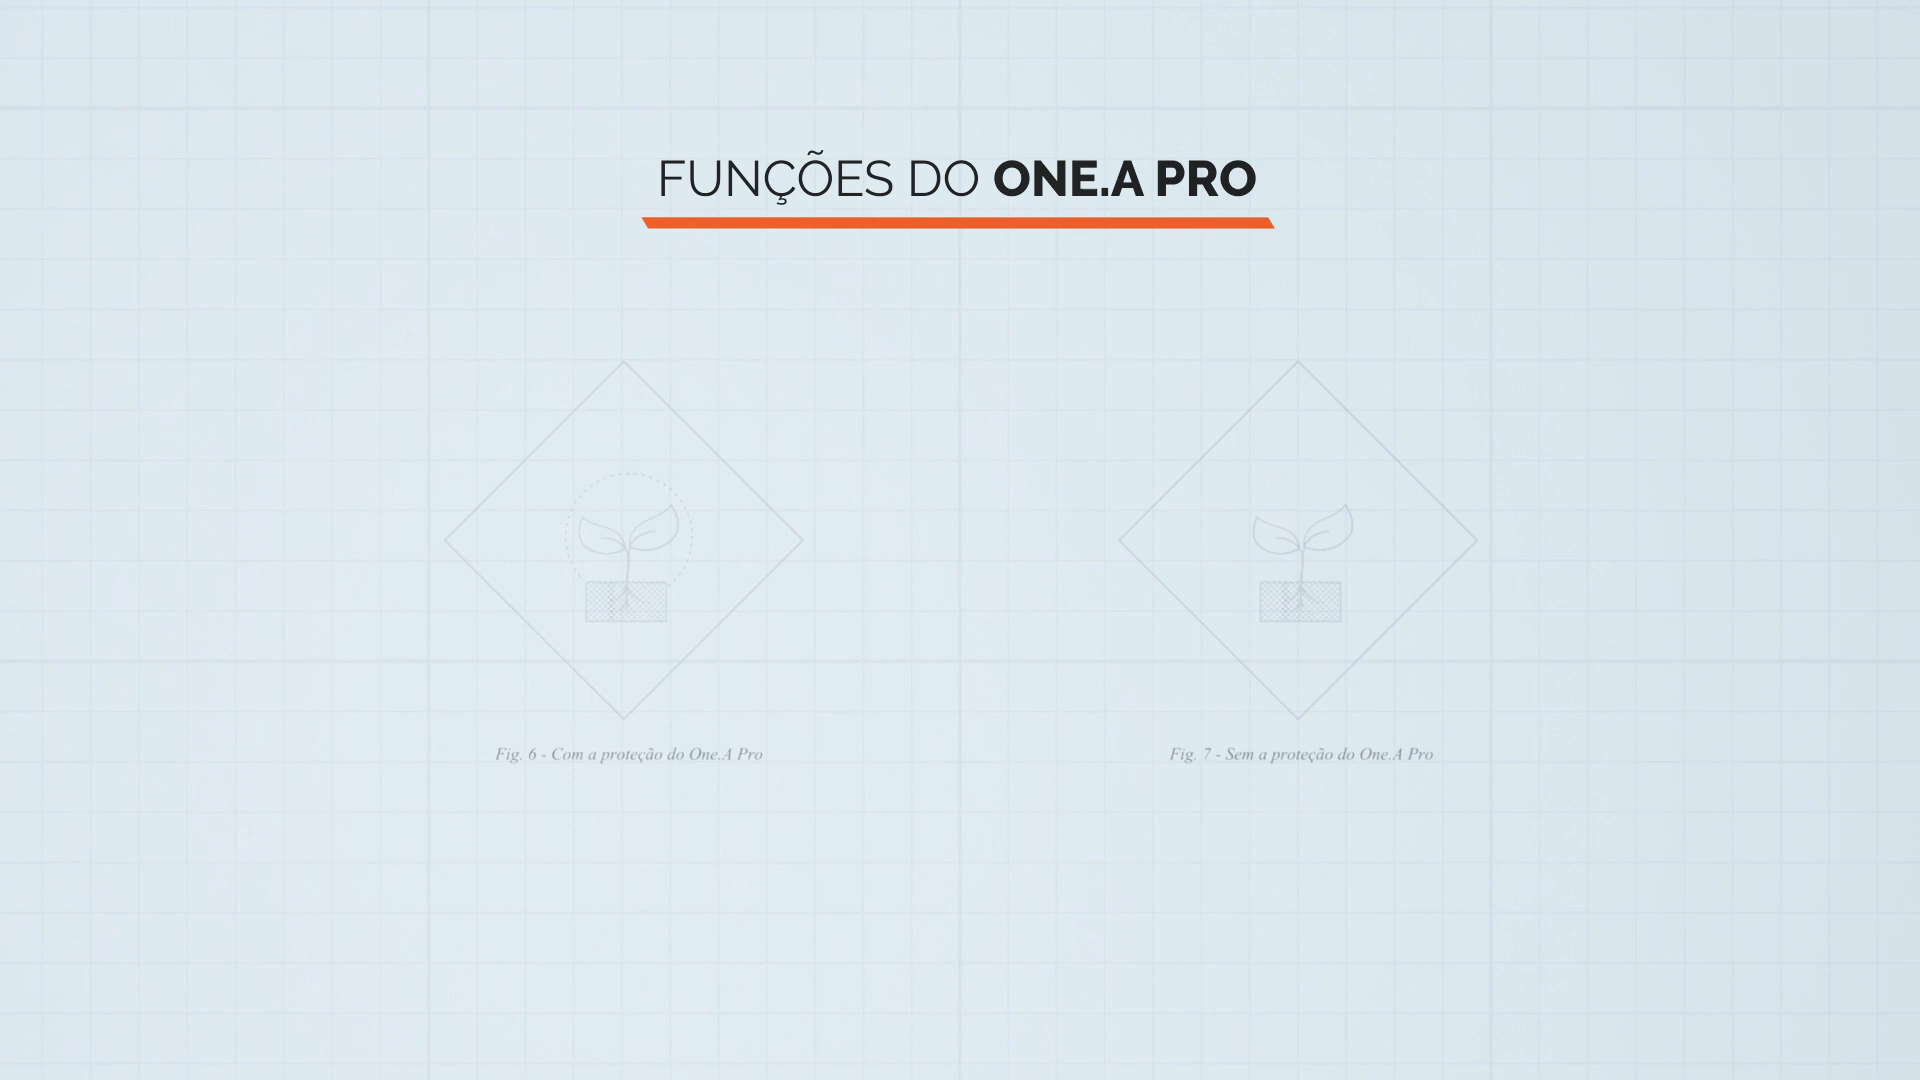 FUNÇÕES DO ONE.A PRO
Fig. 6 - Com a proteção do One.A Pro
Fig. 7 - Sem a proteção do One.A Pro